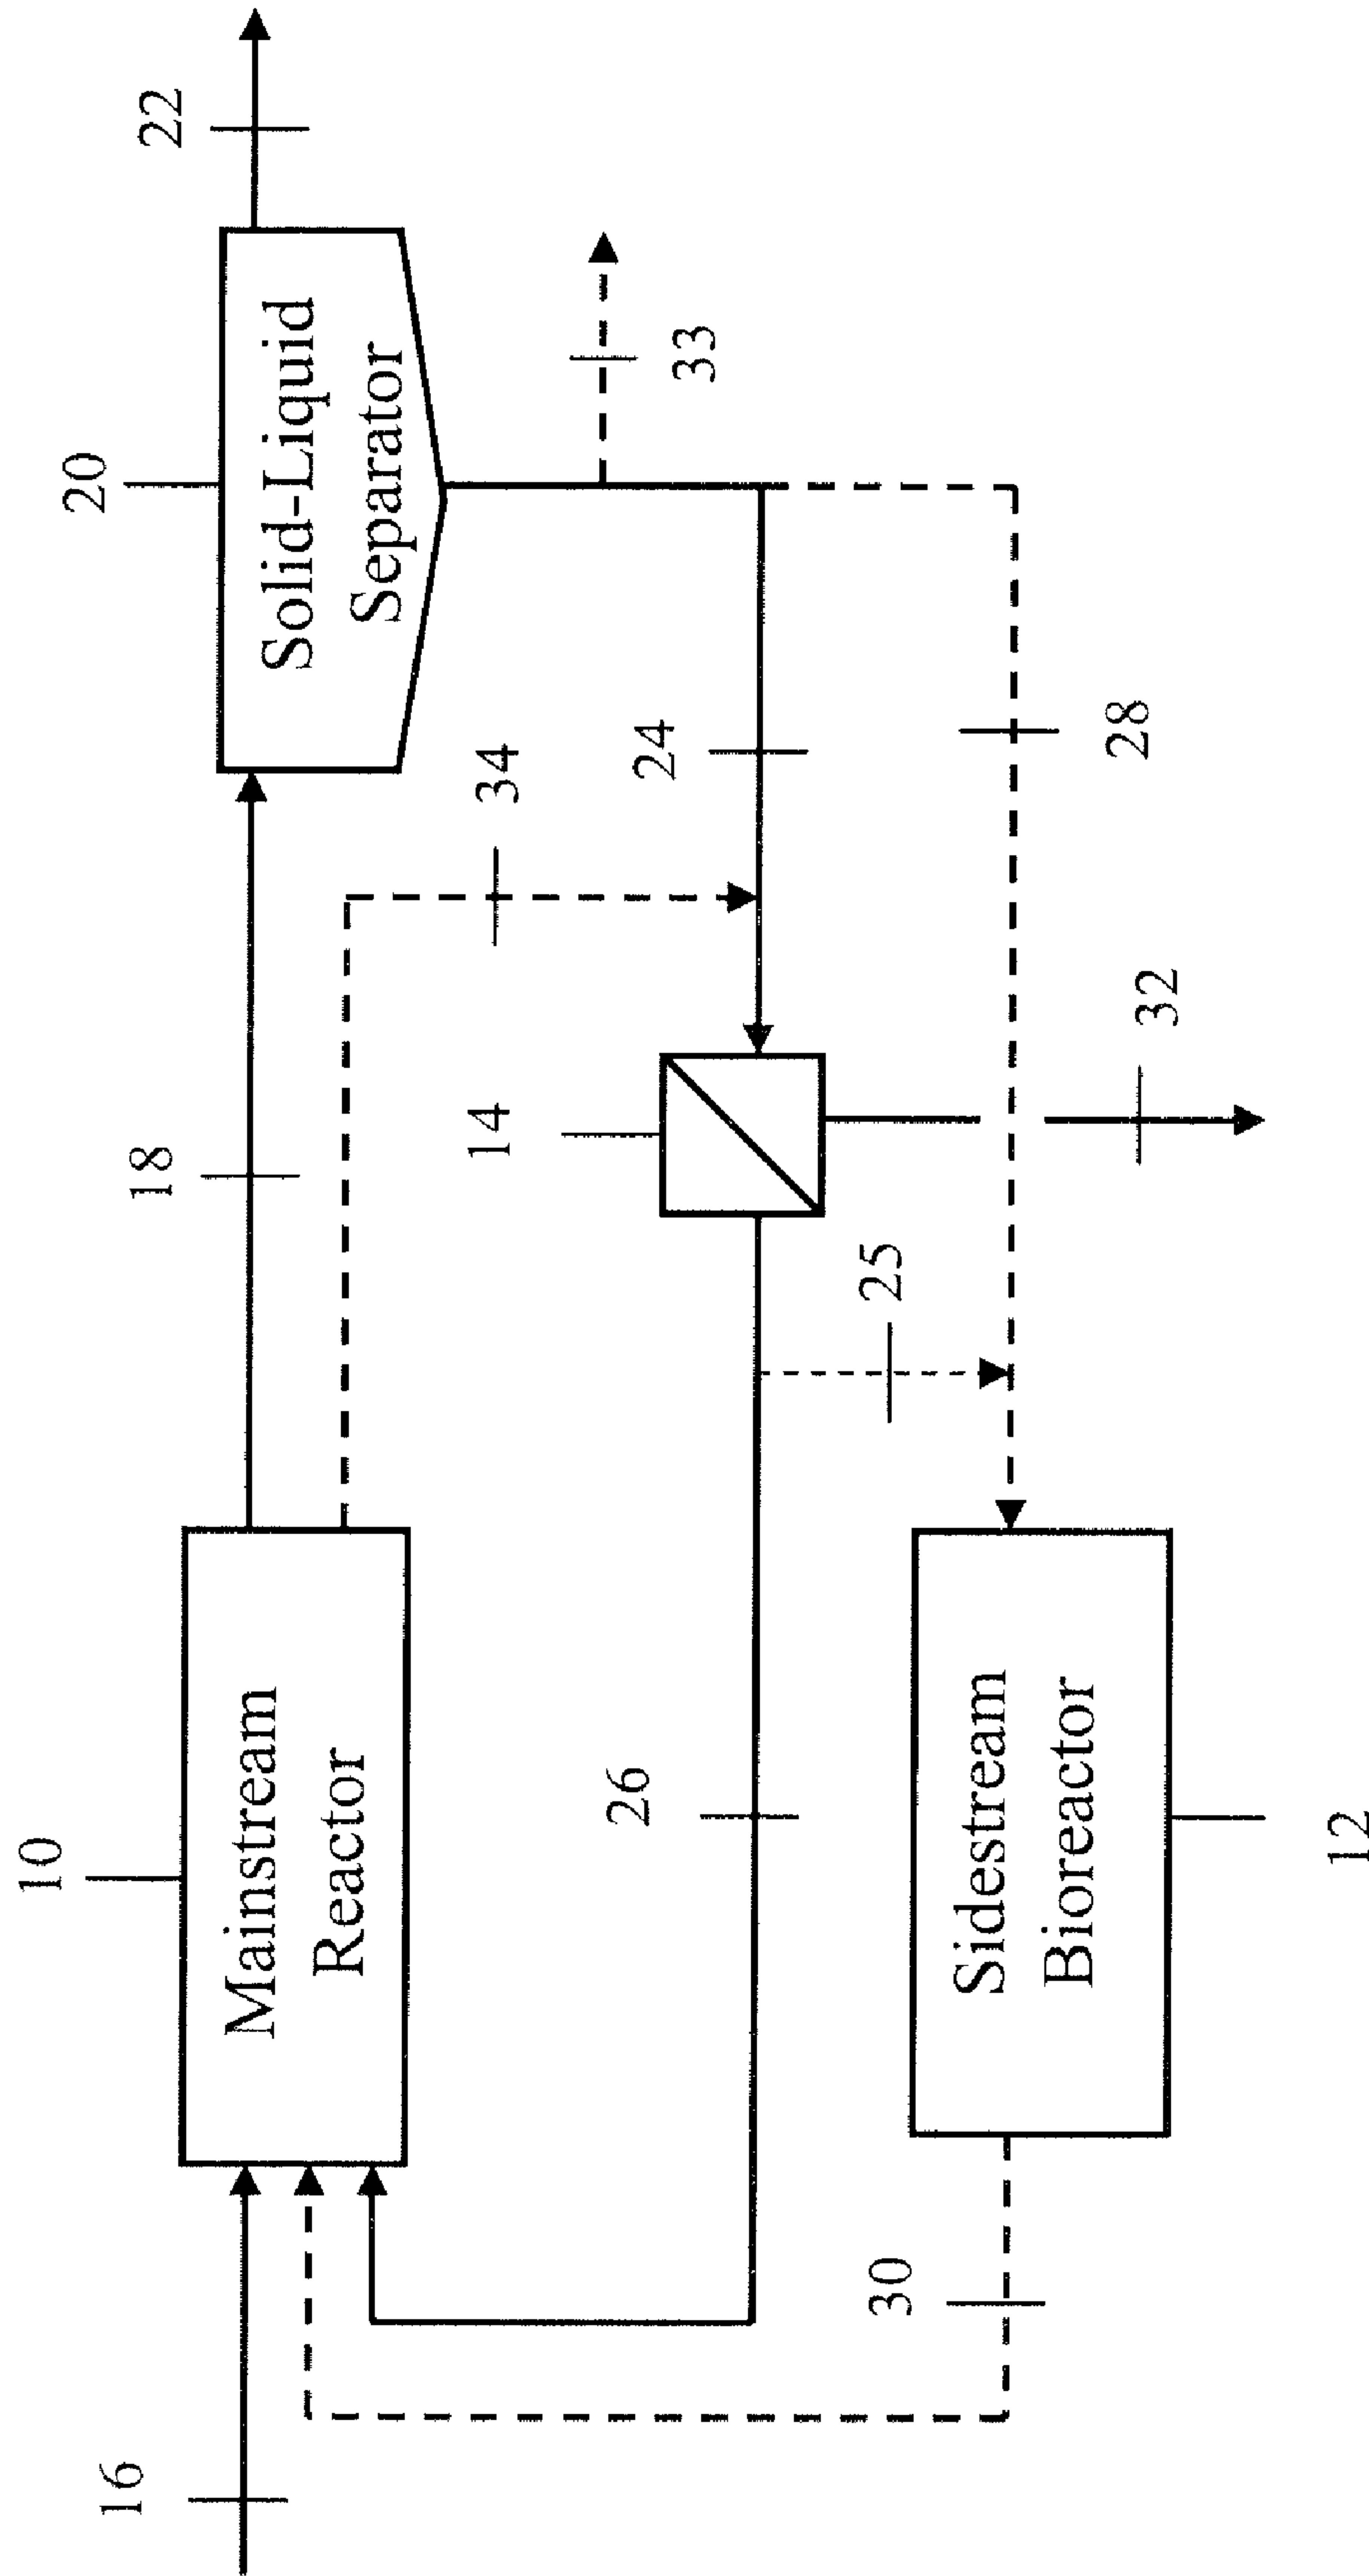 16
10
Mainstream
Reactor
18
20
Solid-Liquid
Separator
22
34
33
14
24
26
25
28
30
Sidestream
Bioreactor
12
32